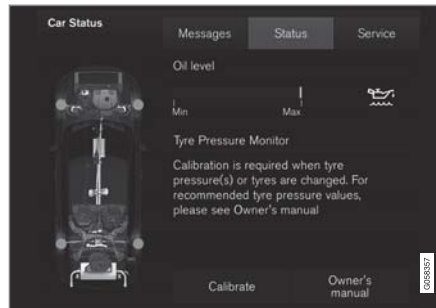 Car Status
Messages
Status
Service
Oil level
Min
Max
Tyre Pressure Monitor
Calibration is required when tyre
pressure(s) or tyres are changed. For
recommended tyre pressure values,
please see Owner's manual
Calibrate
Owner's
manual
G058357